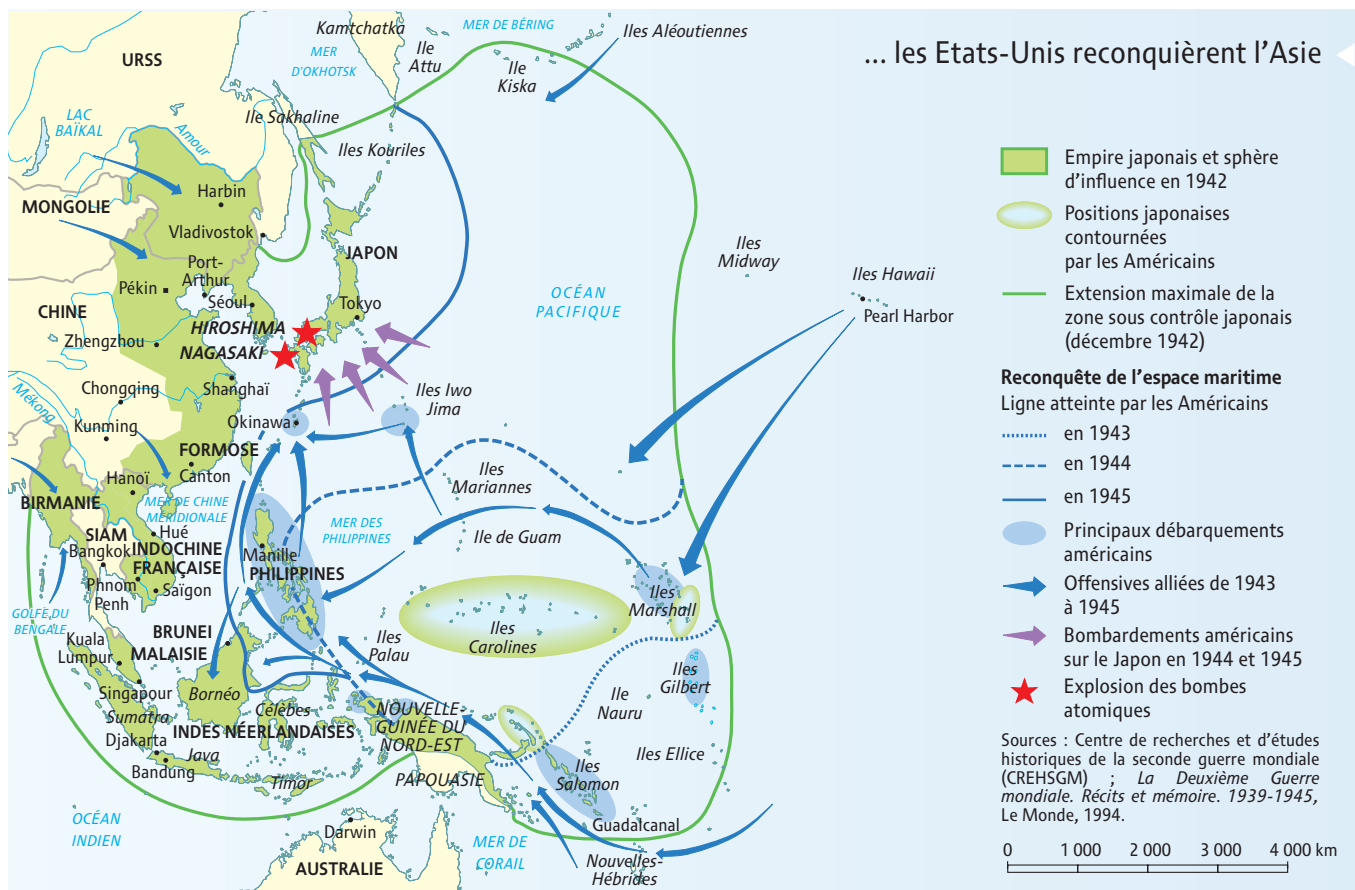 ... les Etats-Unis reconquièrent l'Asie
Kamtchatka
MER DE BÉRING
Iles Aléoutiennes
Ile
Attu
Ile
Kiska
MER
D'OKHOTSK
URSS
LAC
BAÏKAL
Amour
Ile Sakhaline
Iles Kouriles
Harbin
MONGOLIE
Vladivostok
JAPON
Port-
Arthur
Pékin
Séoul
Tokyo
CHINE
HIROSHIMA
NAGASAKI
Zhengzhou
Iles
Midway
OCÉAN
PACIFIQUE
Iles Hawaii
Pearl Harbor
Chongqing
Shanghaï
Mékong
Iles Iwo
Jima
Kunming
Okinawa
FORMOSE
Canton
Hanoï
BIRMANIE
MER DE CHINE
MÉRIDIONALE
Iles
Mariannes
MER DES
PHILIPPINES
Ile de Guam
SIAM
Hué
Bangkok
INDOCHINE
FRANÇAISE
Manille
PHILIPPINES
Phnom
Penh
Saïgon
GOLFE DU
BENGALE
Iles
Marshall
Iles
Carolines
BRUNEI
MALAISIE
Kuala
Lumpur
Iles
Palau
Singapour
Bornéo
Iles
Gilbert
Ile
Nauru
Sumatra
Célèbes
NOUVELLE-
GUINÉE DU
NORD-EST
INDES NÉERLANDAISES
Djakarta
Java
Bandung
Timor
PAPOUASIE
Iles Ellice
Iles
Salomon
Guadalcanal
OCÉAN
INDIEN
Darwin
AUSTRALIE
MER DE
CORAIL
Nouvelles-
Hébrides
Empire japonais et sphère
d'influence en 1942
Positions japonaises
contournées
par les Américains
Extension maximale de la
zone sous contrôle japonais
(décembre 1942)
Reconquête de l'espace maritime
Ligne atteinte par les Américains
en 1943
en 1944
en 1945
Principaux débarquements
américains
Offensives alliées de 1943
à 1945
Bombardements américains
sur le Japon en 1944 et 1945
Explosion des bombes
atomiques
Sources : Centre de recherches et d'études
historiques de la seconde guerre mondiale
(CREHSGM) ; La Deuxième Guerre
mondiale. Récits et mémoire. 1939-1945,
Le Monde, 1994.
0 1 000 2 000 3 000 4 000 km